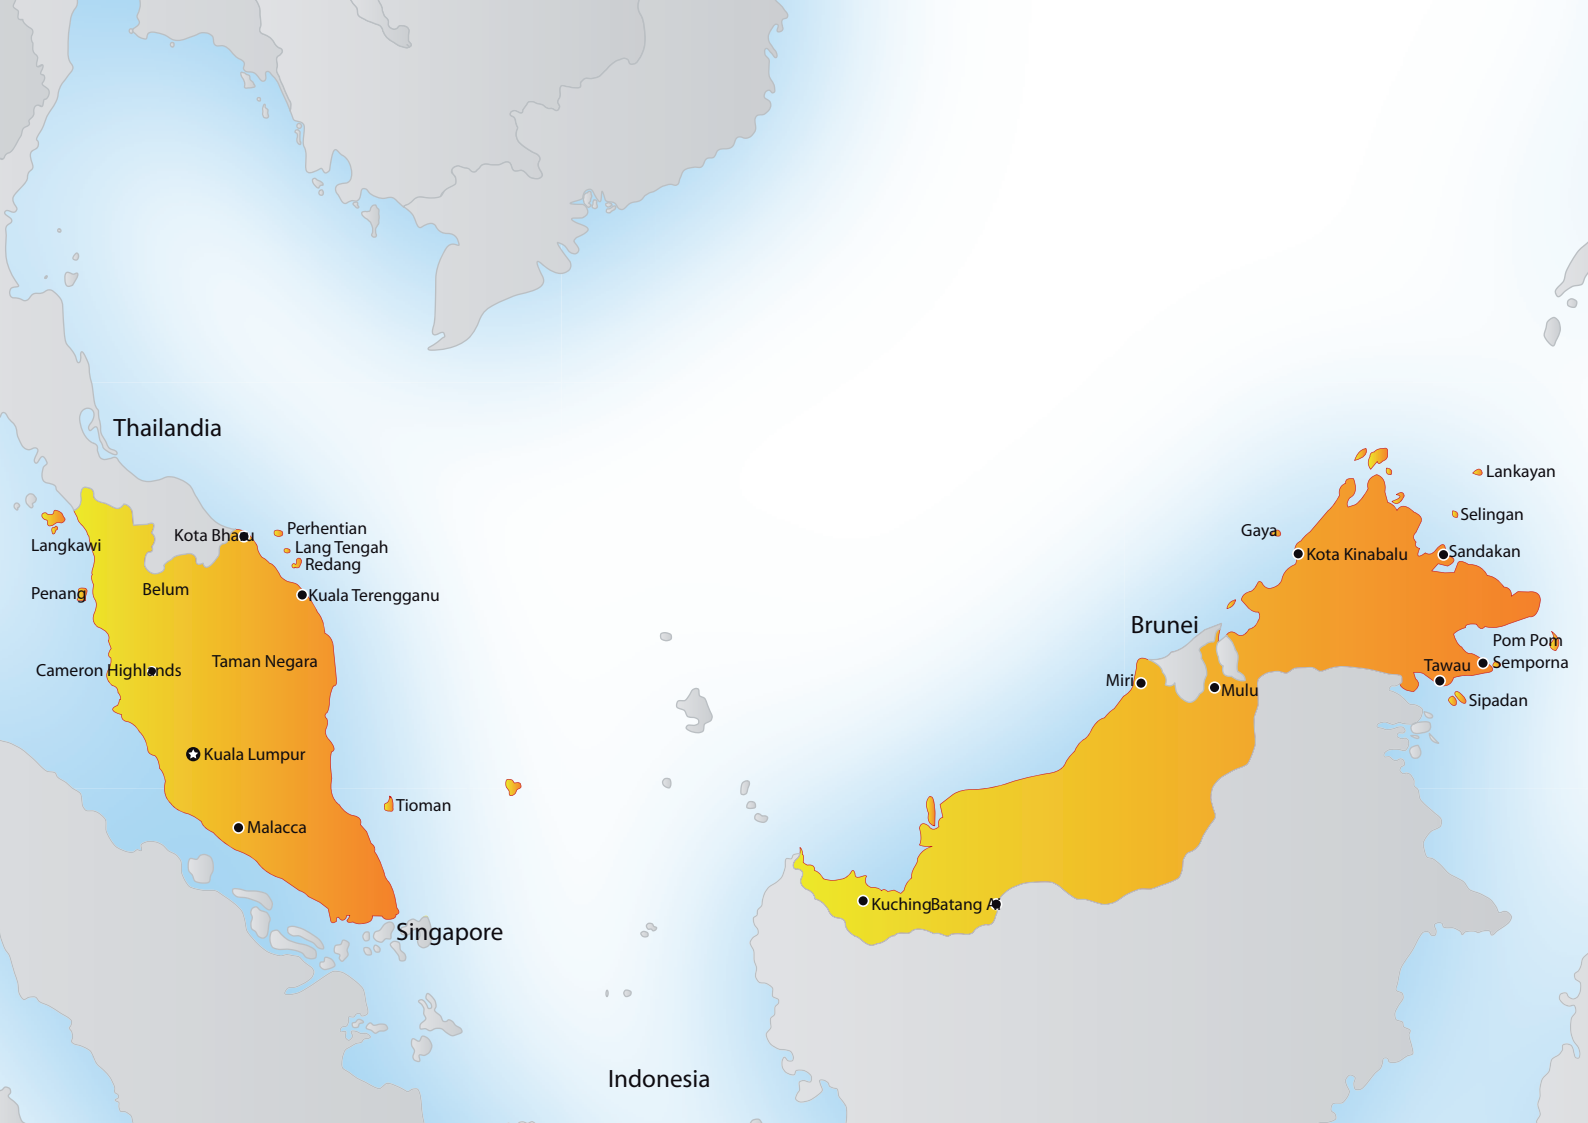 Thailandia
Langkawi
Kota Bharu
Perhentian
Lang Tengah
Redang
Penang
Belum
Kuala Terengganu
Cameron Highlands
Taman Negara
Kuala Lumpur
Malacca
Tioman
Singapore
Indonesia
Lankayan
Selingan
Gaya
Kota Kinabalu
Sandakan
Brunei
Pom Pom
Semporna
Tawau
Sipadan
Miri
Mulu
Kuching
Batang Ai